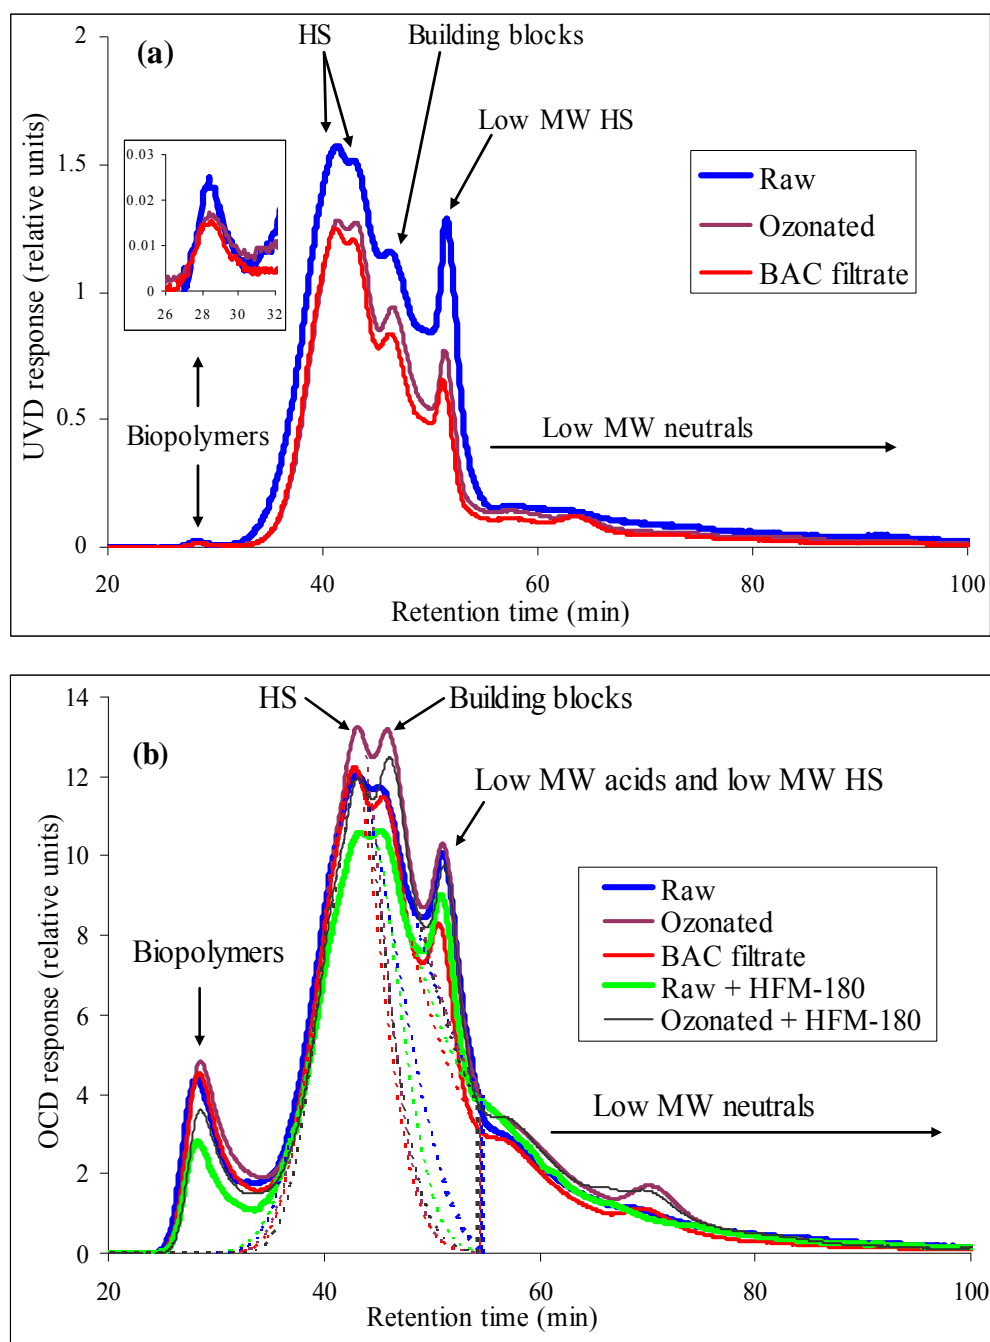 2
HS
Building blocks
(a)
Low MW HS
UVD response (relative units)
1.5
0.03
0.02
0.01
0
26
28
30
32
Raw
Ozonated
BAC filtrate
1
0.5
Biopolymers
Low MW neutrals
0
20
40
60
80
100
Retention time (min)
14
HS
Building blocks
(b)
12
Low MW acids and low MW HS
OCD response (relative units)
10
Raw
Ozonated
BAC filtrate
Raw + HFM-180
Ozonated + HFM-180
8
Biopolymers
6
4
Low MW neutrals
2
0
20
40
60
80
100
Retention time (min)